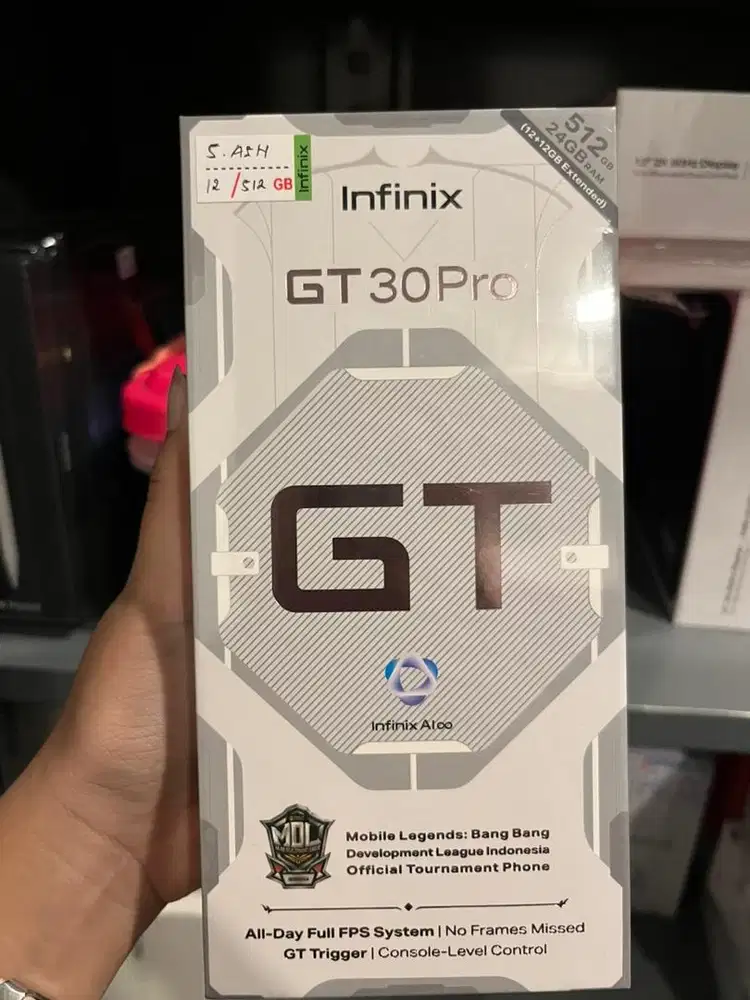 S. ASH
12 / 512 GB
Infinix
512 GB
24GB RAM
(12+12GB Extended)
Infinix
GT 30 Pro
GT
Infinix AI∞
MDL
Mobile Legends: Bang Bang
Development League Indonesia
Official Tournament Phone
All-Day Full FPS System | No Frames Missed
GT Trigger | Console-Level Control